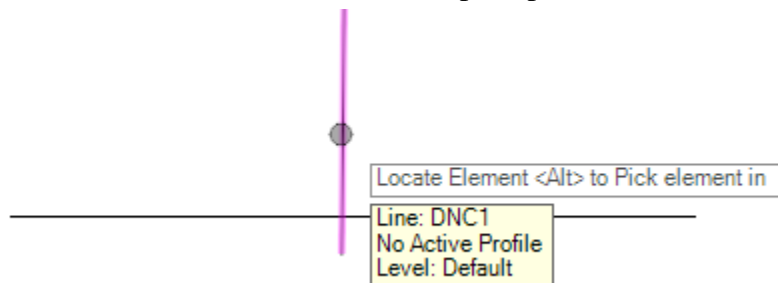 Locate Element <Alt> to Pick element in
Line: DNC1
No Active Profile
Level: Default